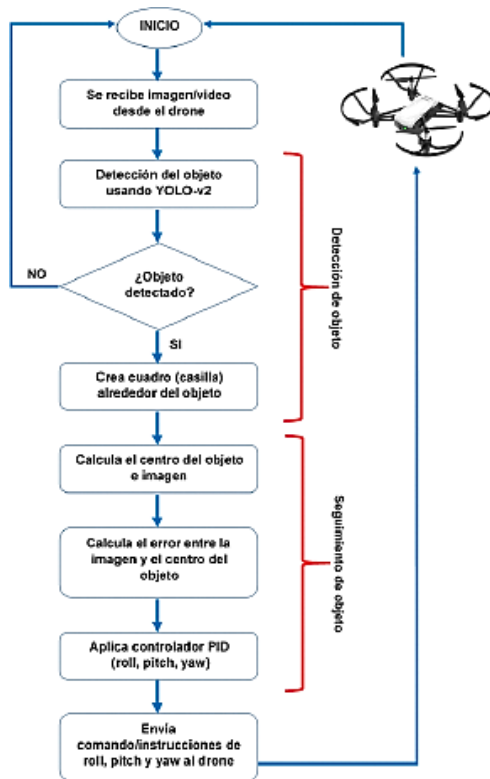 INICIO
Se recibe imagen/video
desde el drone
Detección del objeto
usando YOLO-v2
¿Objeto
detectado?
NO
SI
Crea cuadro (casilla)
alrededor del objeto
Detección de objeto
Calcula el centro del objeto
e imagen
Calcula el error entre la
imagen y el centro del
objeto
Aplica controlador PID
(roll, pitch, yaw)
Seguimiento de objeto
Envía
comando/instrucciones de
roll, pitch y yaw al drone